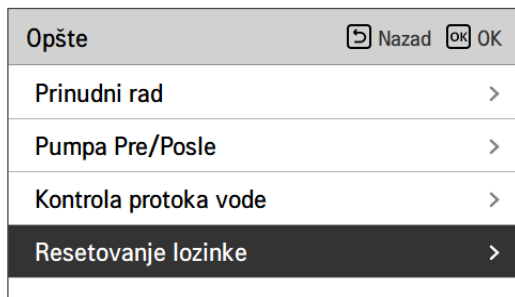 Opšte Nazad OK OK
Prinudni rad
Pumpa Pre/Posle
Kontrola protoka vode
Resetovanje lozinke